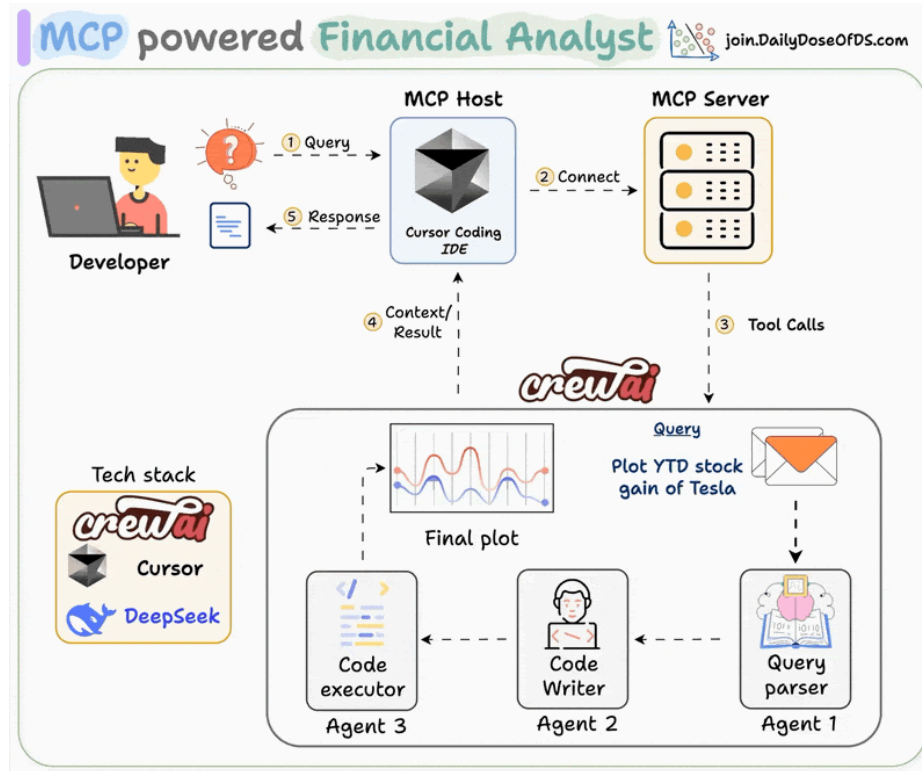 MCP powered Financial Analyst
join.DailyDoseOfDS.com
MCP Host
MCP Server
?
1 Query
2 Connect
5 Response
Cursor Coding
IDE
Developer
4 Context/
Result
3 Tool Calls
crewai
Query
Plot YTD stock
gain of Tesla
Tech stack
crewai
Cursor
DeepSeek
Final plot
</>
Code
executor
Agent 3
Code
Writer
Agent 2
Query
parser
Agent 1